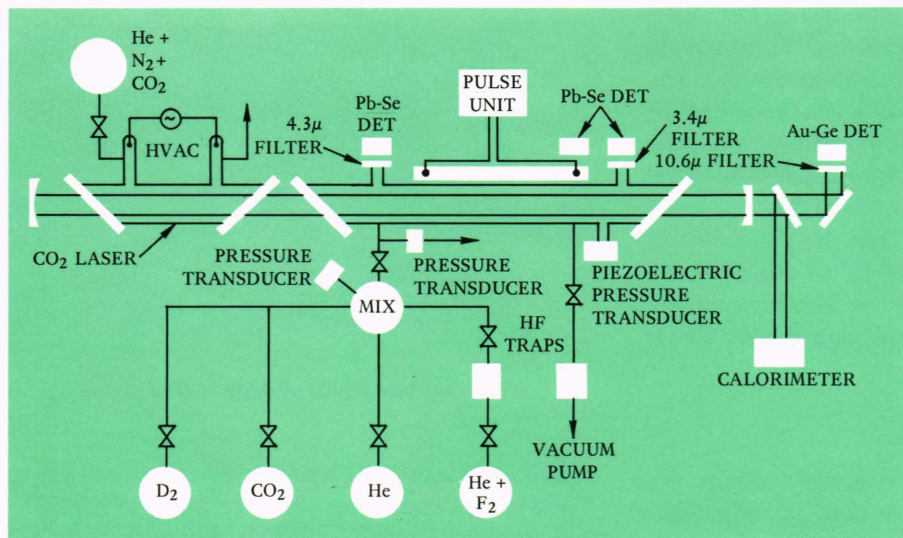 He +
N₂ +
CO₂
HVAC
4.3μ
FILTER
Pb-Se
DET
PULSE
UNIT
Pb-Se DET
3.4μ
FILTER
10.6μ FILTER
Au-Ge DET
CO₂ LASER
PRESSURE
TRANSDUCER
PRESSURE
TRANSDUCER
PIEZOELECTRIC
PRESSURE
TRANSDUCER
MIX
HF
TRAPS
CALORIMETER
VACUUM
PUMP
D₂
CO₂
He
He +
F₂